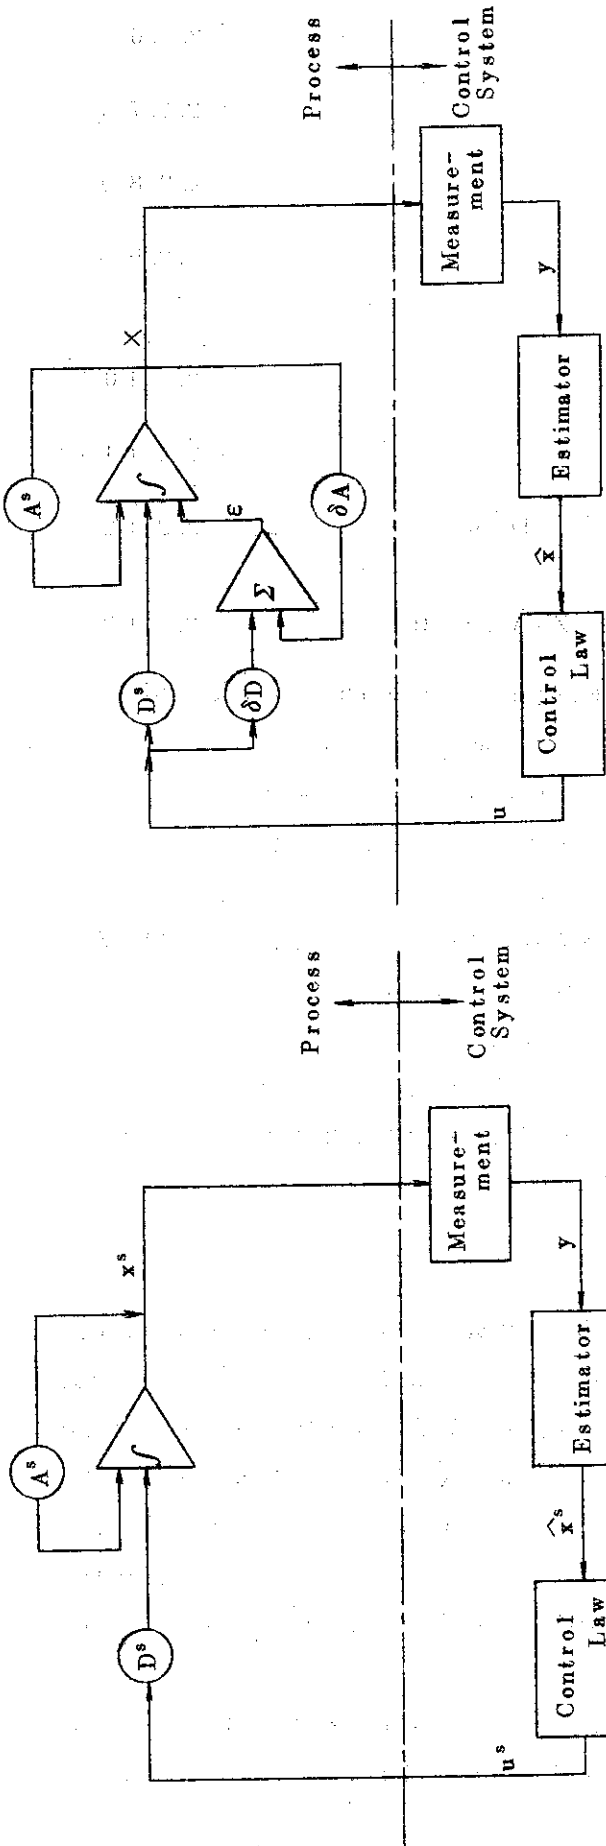 A^s
D^s
∫
x^s
Process
Control
System
u^s
Measure-
ment
y
Estimator
x̂^s
Control
Law
A^s
D^s
∫
X
δD
Σ
ε
δA
Process
Control
System
u
Measure-
ment
y
Estimator
x̂
Control
Law